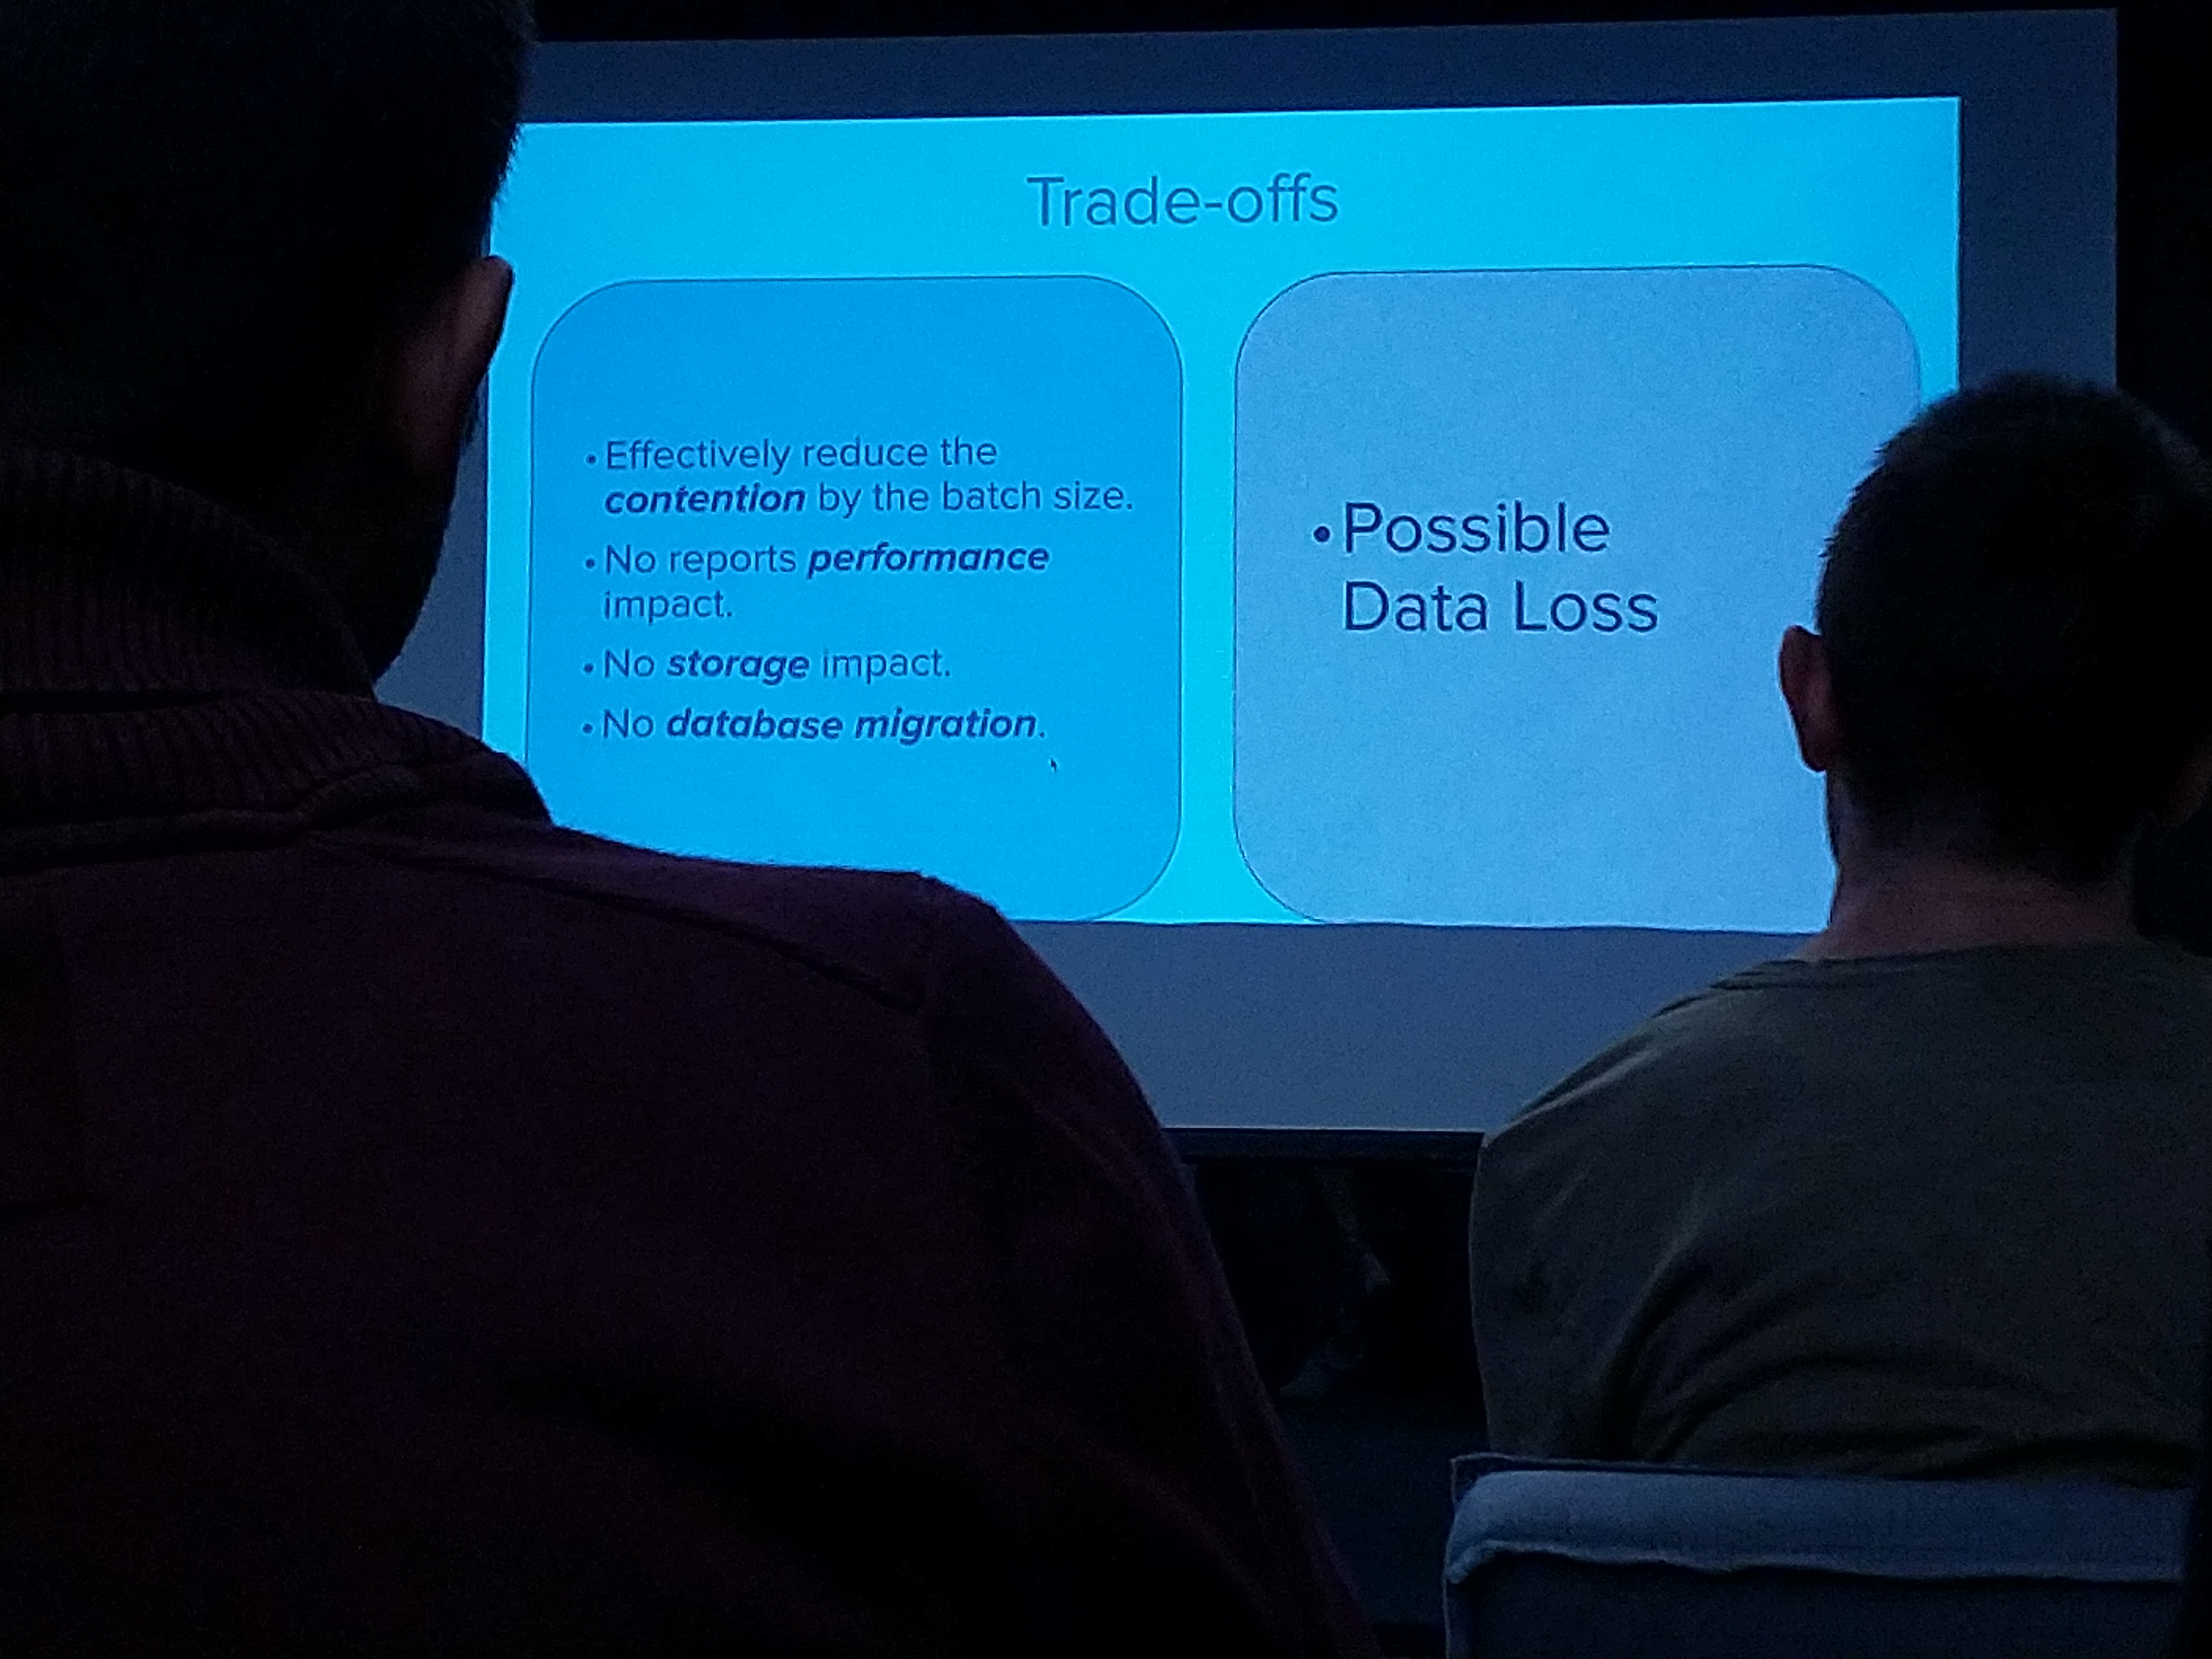 Trade-offs
• Effectively reduce the
contention by the batch size.
• No reports performance
impact.
• No storage impact.
• No database migration.
• Possible
Data Loss